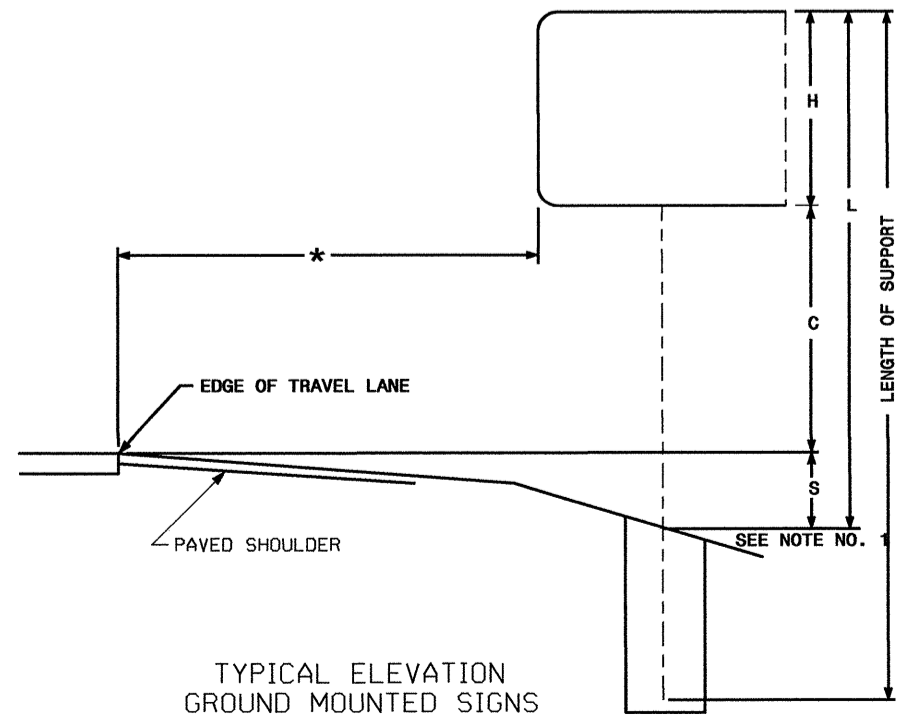 H
L
LENGTH OF SUPPORT
*
C
EDGE OF TRAVEL LANE
S
PAVED SHOULDER
SEE NOTE NO. 1
TYPICAL ELEVATION
GROUND MOUNTED SIGNS